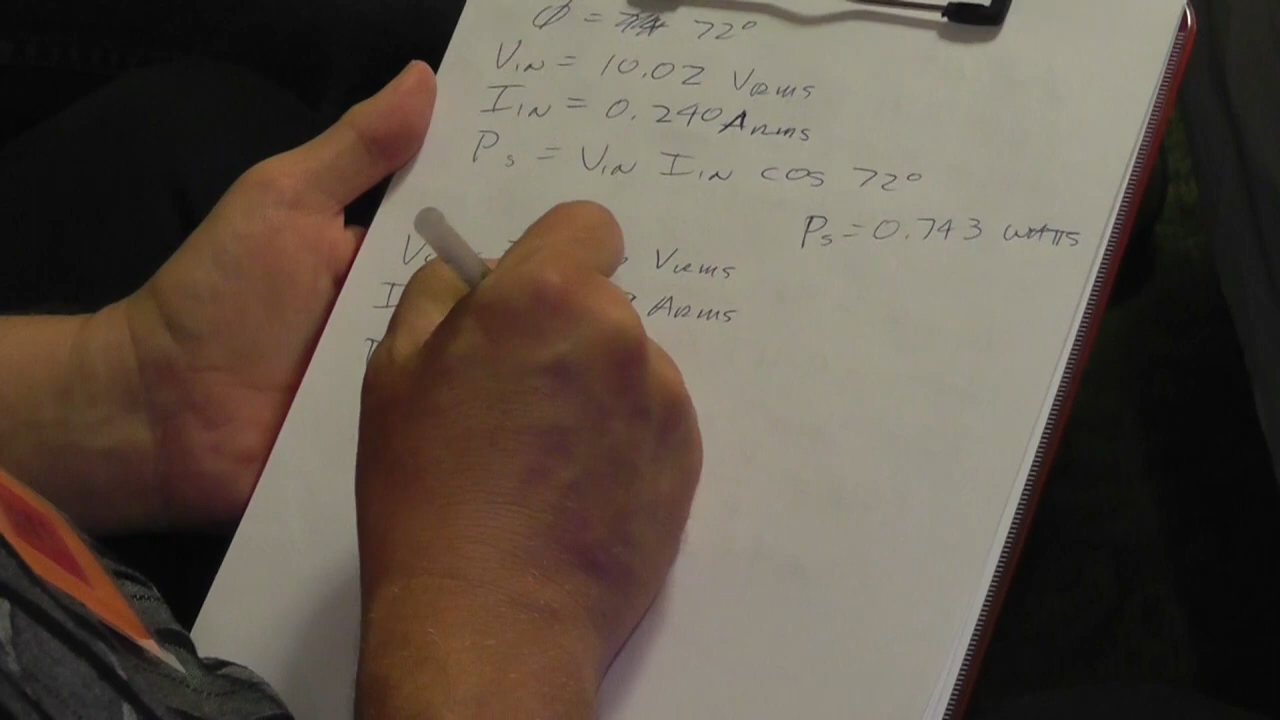 ϕ = 72°
VIN = 10.02 VRMS
IIN = 0.240 ARMS
Ps = VIN IIN cos 72°
Ps = 0.743 WATTS
V VRMS
I ARMS